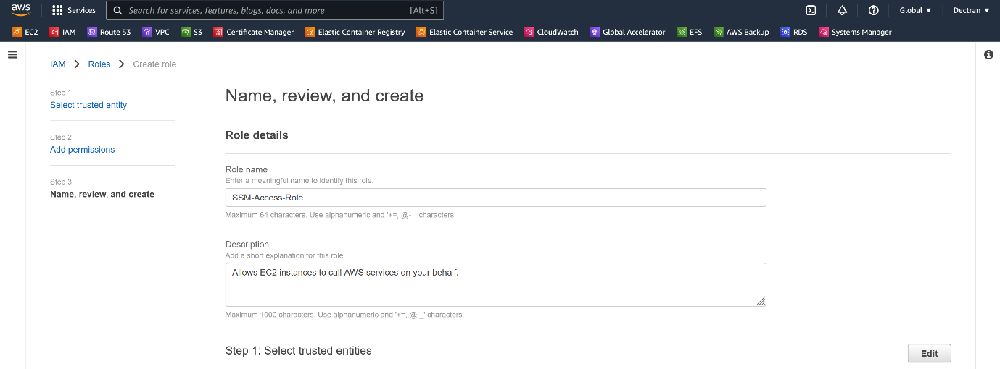 aws Services Search for services, features, blogs, docs, and more [Alt+S] Global Dectran
EC2 IAM Route 53 VPC S3 Certificate Manager Elastic Container Registry Elastic Container Service CloudWatch Global Accelerator EFS AWS Backup RDS Systems Manager
IAM Roles Create role
Step 1
Select trusted entity
Step 2
Add permissions
Step 3
Name, review, and create
Name, review, and create
Role details
Role name
Enter a meaningful name to identify this role.
SSM-Access-Role
Maximum 64 characters. Use alphanumeric and '+=,.@-_' characters.
Description
Add a short explanation for this role.
Allows EC2 instances to call AWS services on your behalf.
Maximum 1000 characters. Use alphanumeric and '+=,.@-_' characters.
Step 1: Select trusted entities
Edit